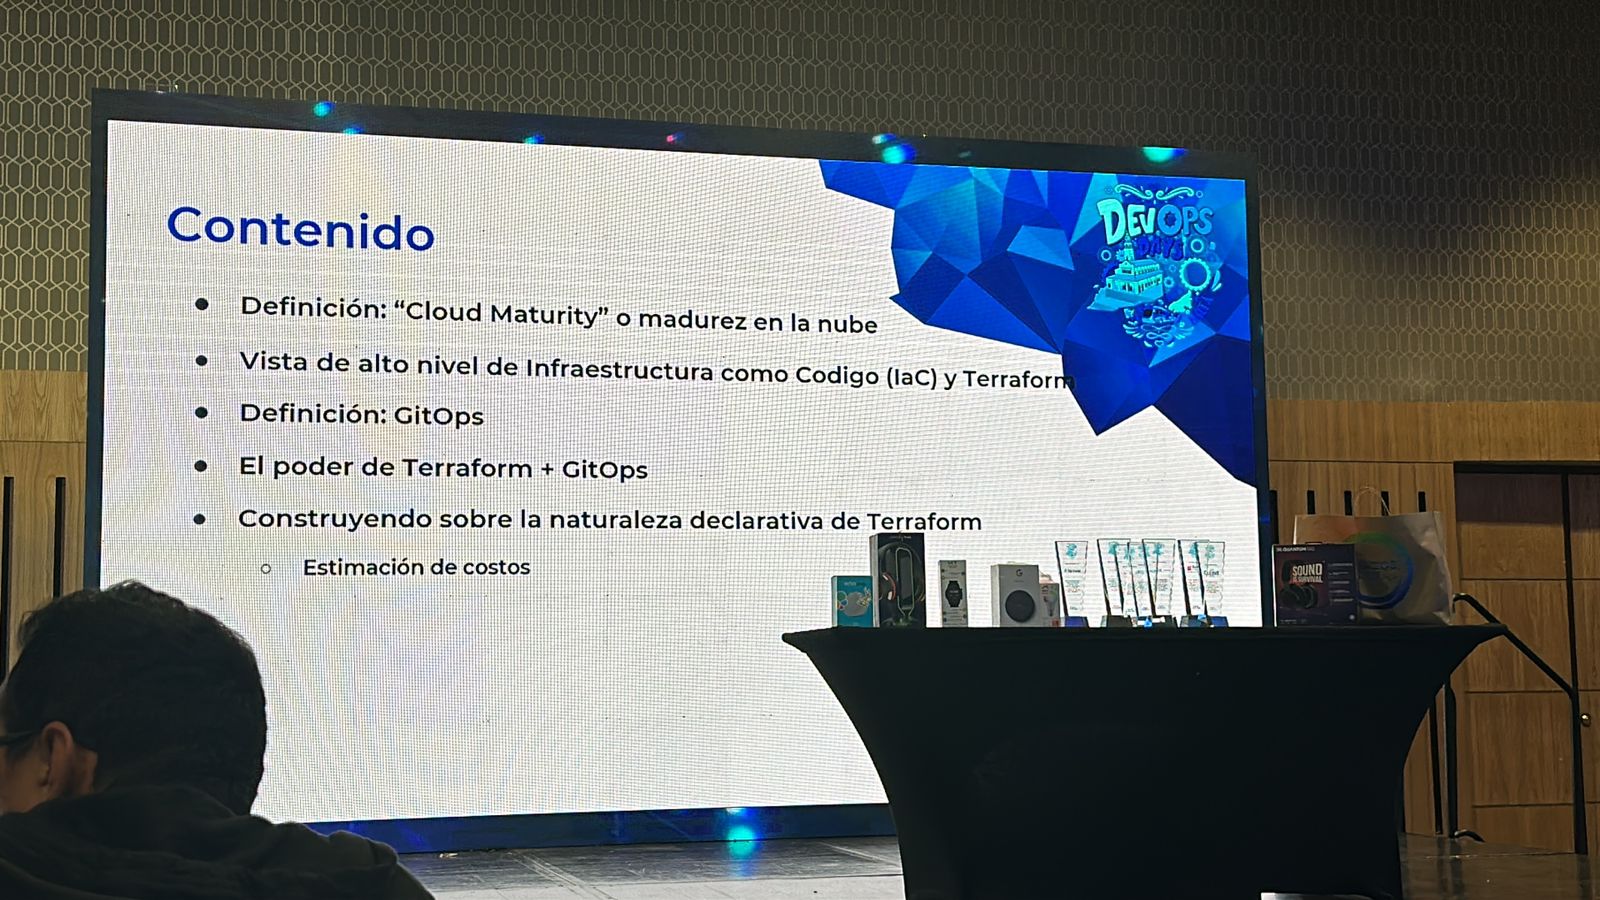 Contenido
● Definición: “Cloud Maturity” o madurez en la nube
● Vista de alto nivel de Infraestructura como Codigo (IaC) y Terraform
● Definición: GitOps
● El poder de Terraform + GitOps
● Construyendo sobre la naturaleza declarativa de Terraform
○ Estimación de costos
DEVOPS
DAYS
G
SOUND
IS SURVIVAL